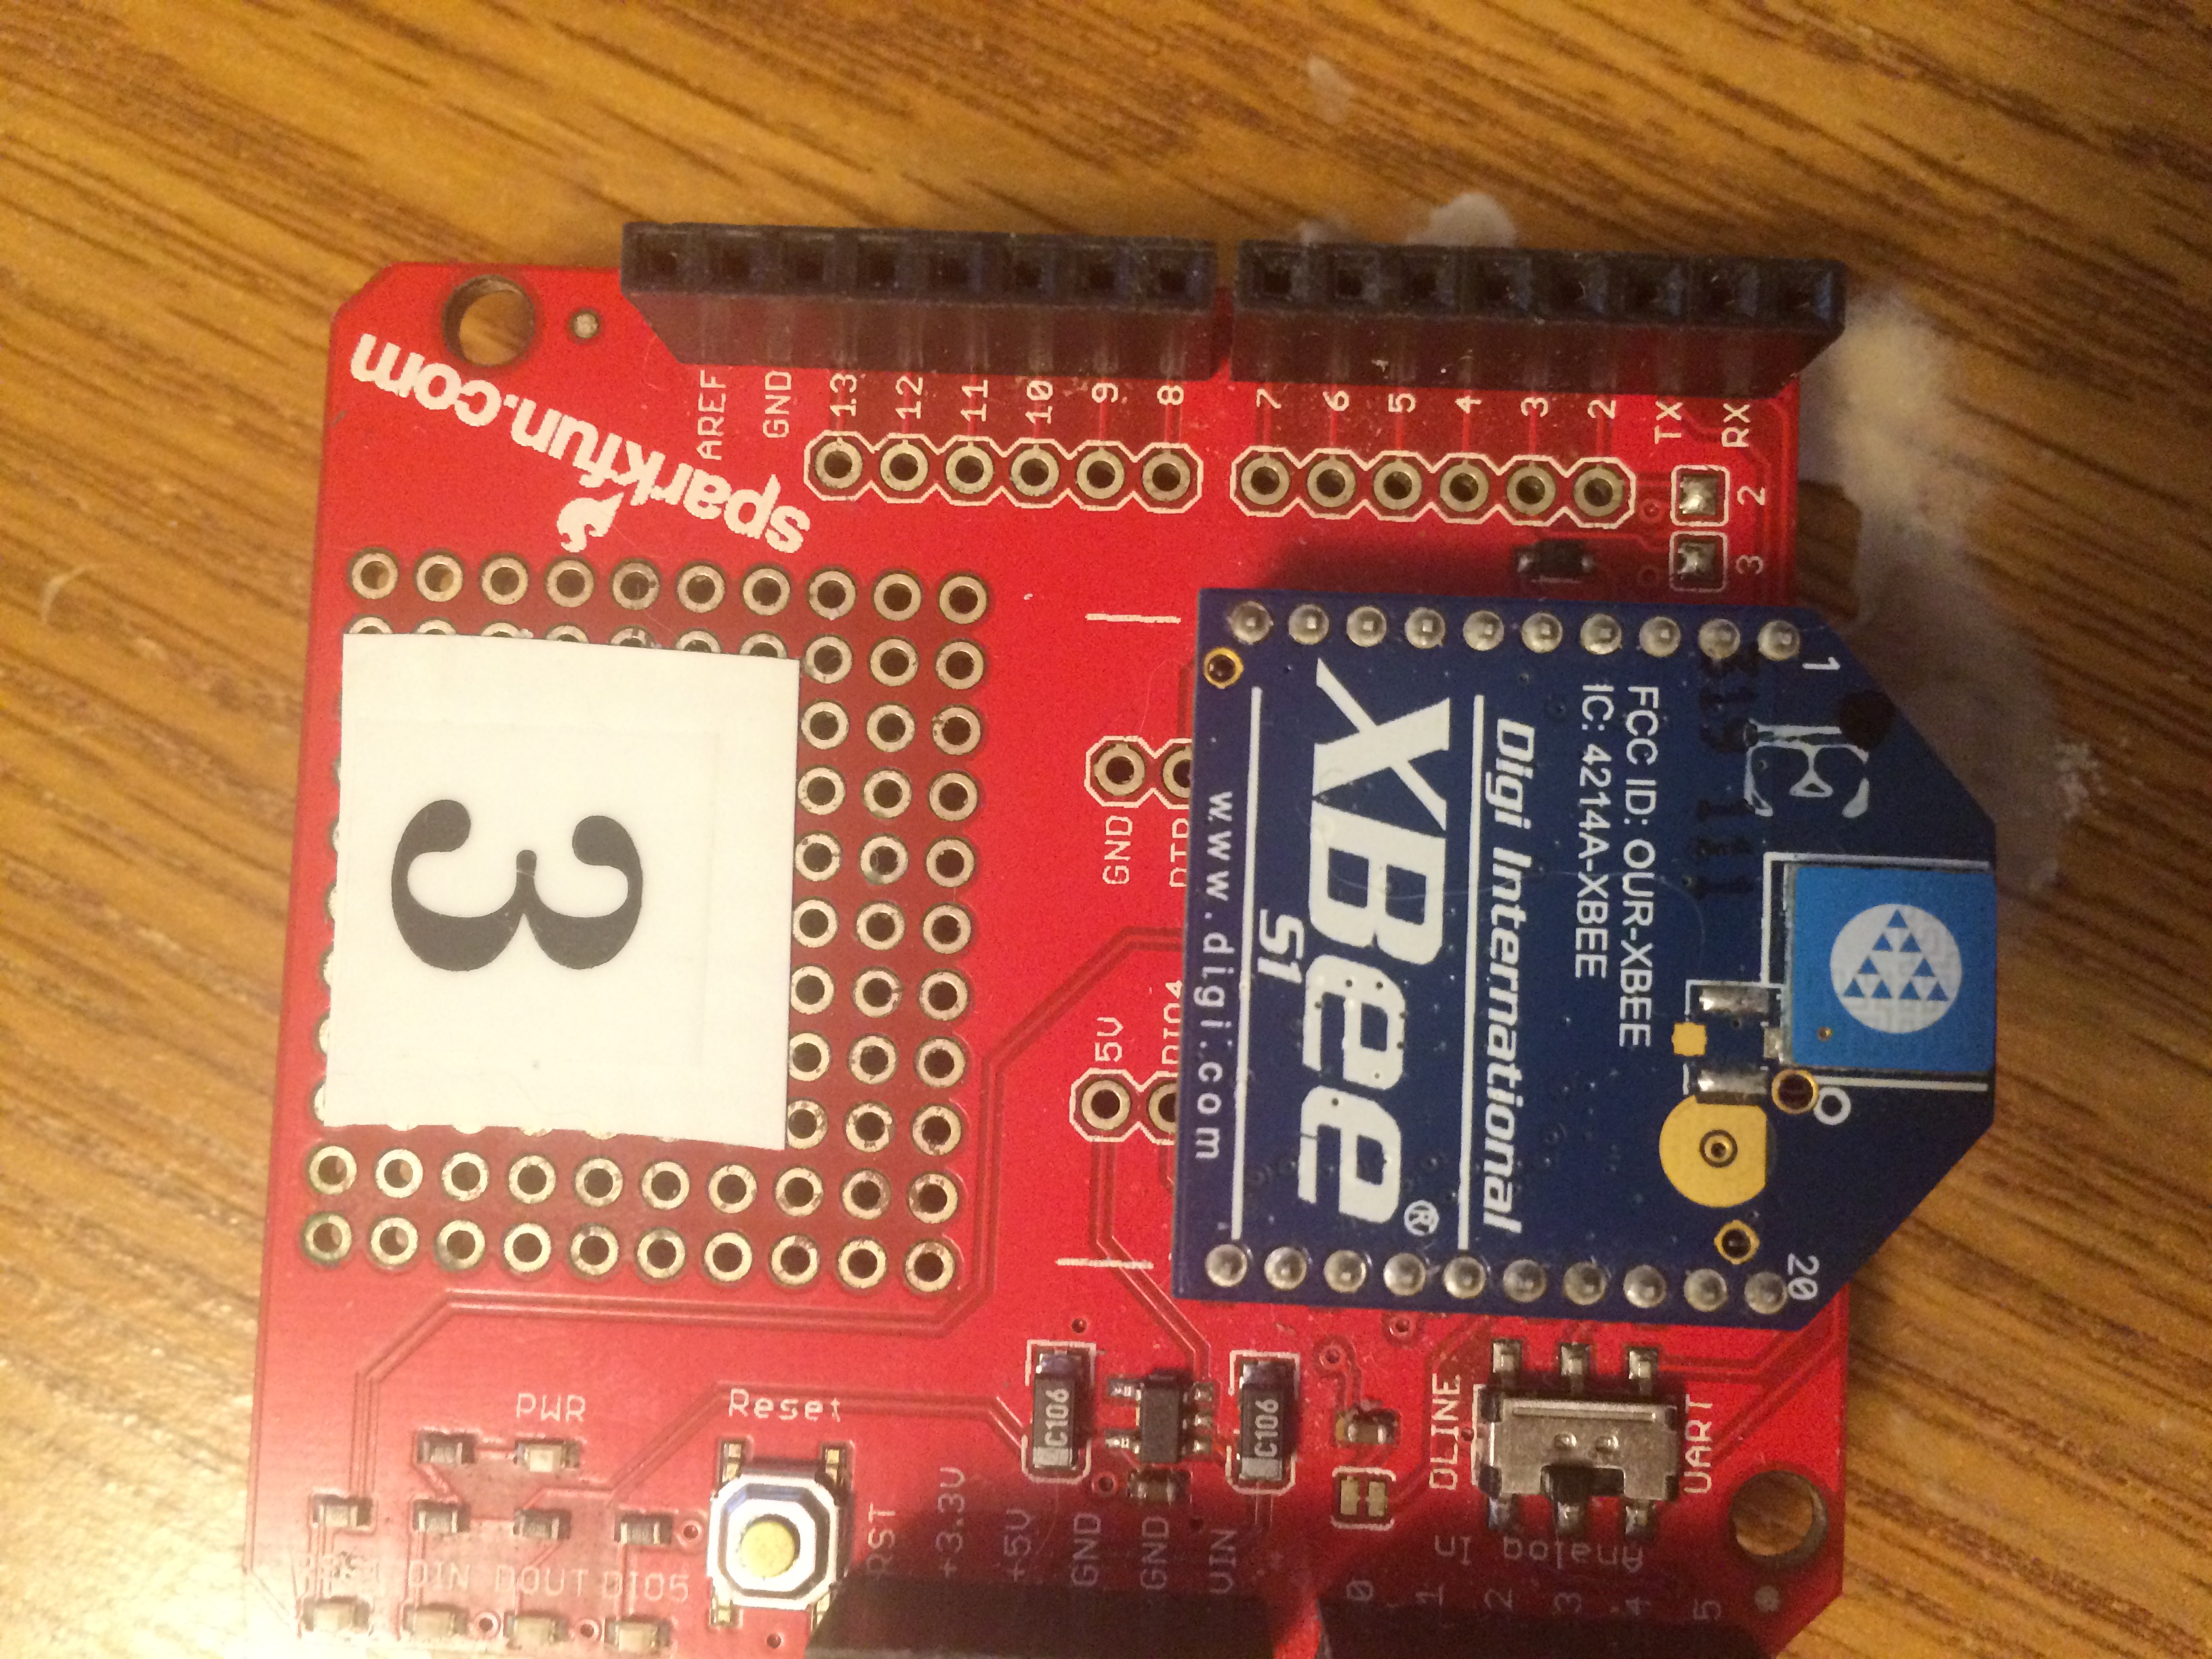 sparkfun.com
AREF
GND
13
12
11
10
9
8
7
6
5
4
3
2
TX
RX
2
3
3
GND
5V
XBee®
S1
www.digi.com
Digi International
FCC ID: OUR-XBEE
IC: 4214A-XBEE
1
20
PWR
Reset
C106
C106
DLINE
UART
RST
+3.3V
+5V
GND
GND
VIN
Analog In
0
1
2
3
4
5
DIN
DOUT
DIO5